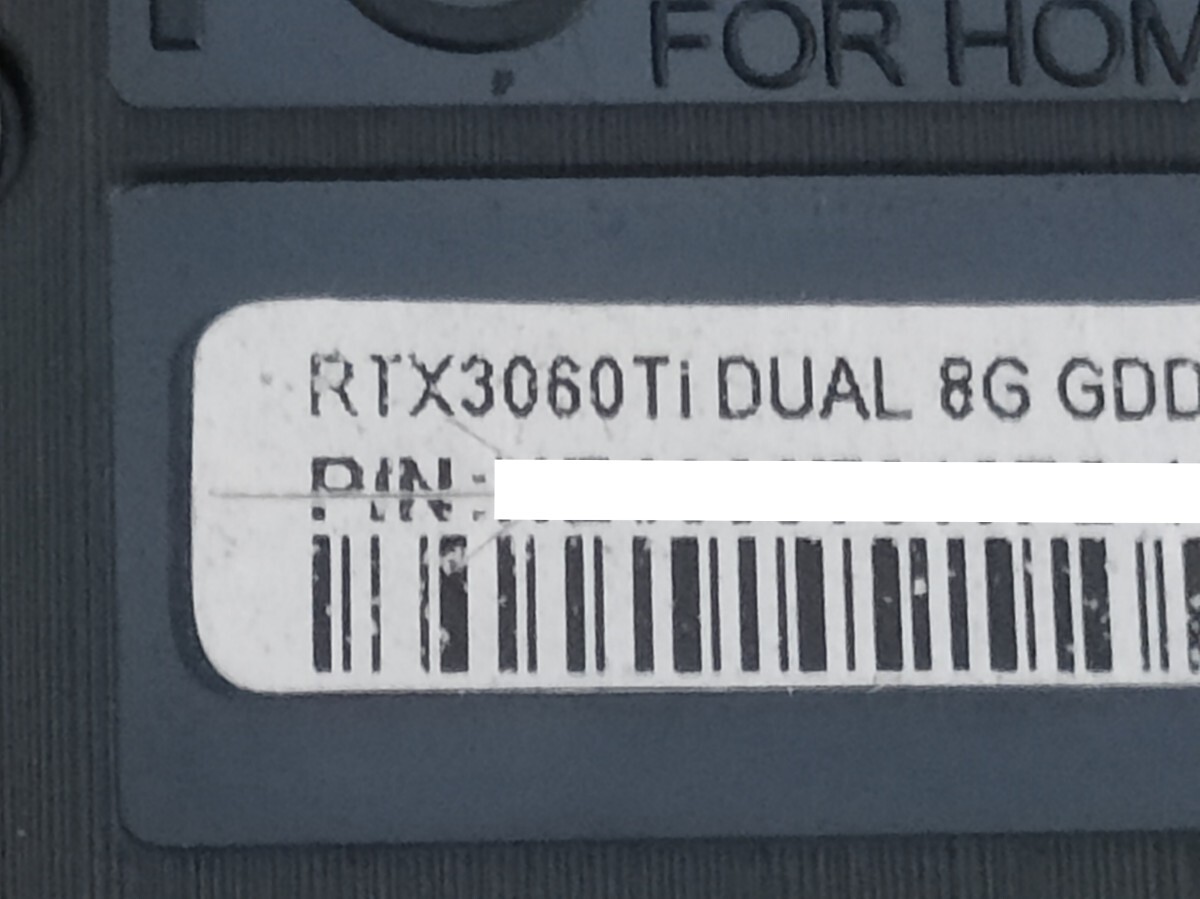 FOR HOM
RTX3060Ti DUAL 8G GDD
P/N: